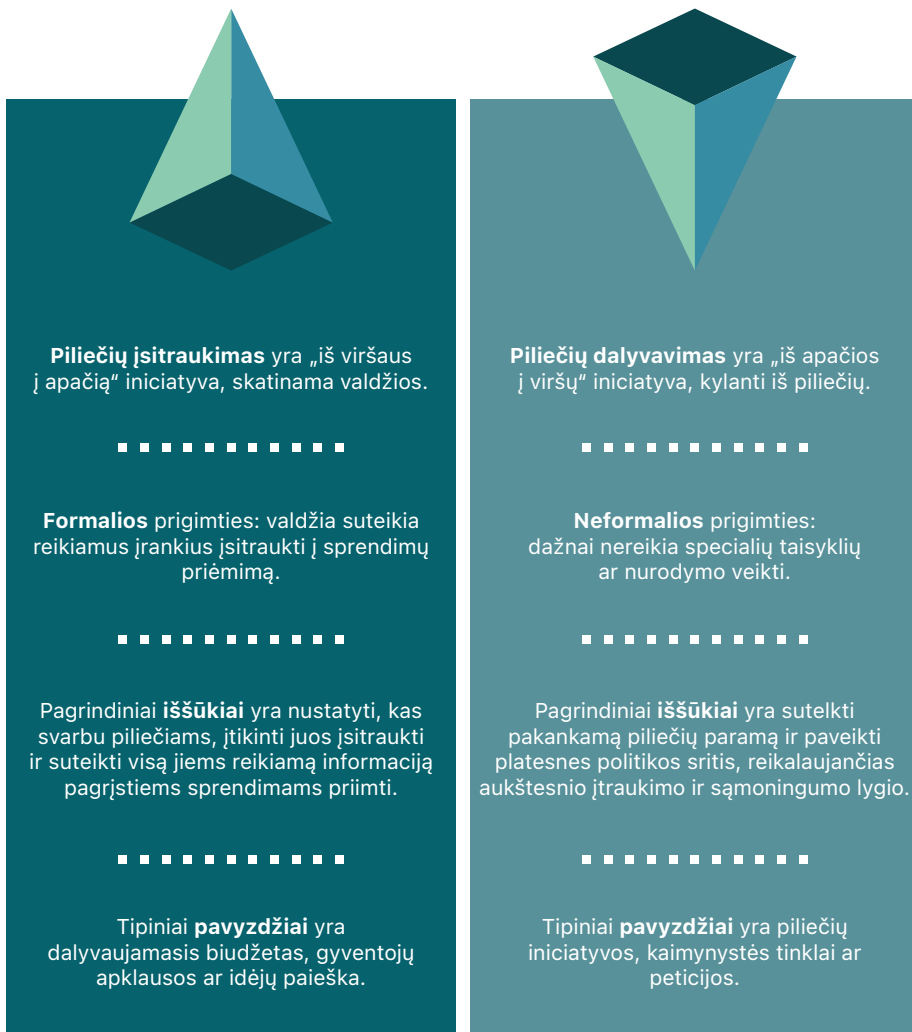 Piliečių įsitraukimas yra „iš viršaus
į apačią“ iniciatyva, skatinama valdžios.
Formalios prigimties: valdžia suteikia
reikiamus įrankius įsitraukti į sprendimų
priėmimą.
Pagrindiniai iššūkiai yra nustatyti, kas
svarbu piliečiams, įtikinti juos įsitraukti
ir suteikti visą jiems reikiamą informaciją
pagrįstiems sprendimams priimti.
Tipiniai pavyzdžiai yra
dalyvaujamasis biudžetas, gyventojų
apklausos ar idėjų paieška.
Piliečių dalyvavimas yra „iš apačios
į viršų“ iniciatyva, kylanti iš piliečių.
Neformalios prigimties:
dažnai nereikia specialių taisyklių
ar nurodymo veikti.
Pagrindiniai iššūkiai yra sutelkti
pakankamą piliečių paramą ir paveikti
platesnes politikos sritis, reikalaujančias
aukštesnio įtraukimo ir sąmoningumo lygio.
Tipiniai pavyzdžiai yra piliečių
iniciatyvos, kaimynystės tinklai ar
peticijos.